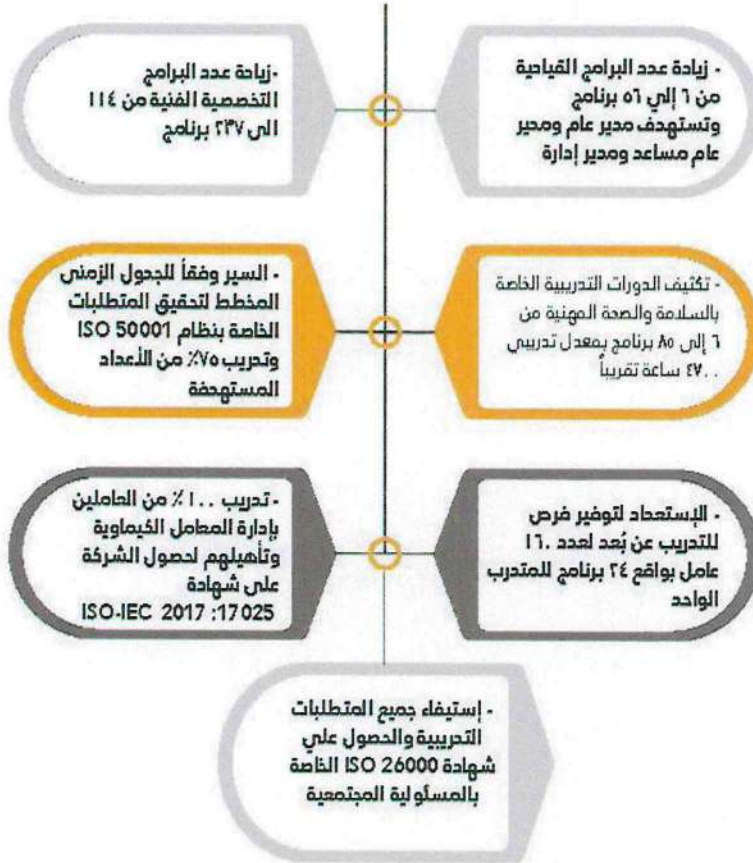 - زيادة عدد البرامج القيادية
من ٦ إلي ٥٦ برنامج
وتستهدف مدير عام ومدير
عام مساعد ومدير إدارة
-زيادة عدد البرامج
التخصصية الفنية من ١١٤
الى ٢٣٧ برنامج
- تكثيف الدورات التدريبية الخاصة
بالسلامة والصحة المهنية من
٦ إلى ٨٥ برنامج بمعدل تدريبي
٤٧٠٠ ساعة تقريباً
- السير وفقاً للجدول الزمنى
المخطط لتحقيق المتطلبات
الخاصة بنظام ISO 50001
وتدريب ٧٥٪ من الأعداد
المستهدفة
- الإستعداد لتوفير فرص
للتدريب عن بُعد لعدد ١٦٠
عامل بواقع ٢٤ برنامج للمتدرب
الواحد
- تدريب ١٠٠٪ من العاملين
بإدارة المعامل الكيماوية
وتأهيلهم لحصول الشركة
على شهادة
ISO-IEC 2017 :17025
- إستيفاء جميع المتطلبات
التدريبية والحصول علي
شهادة ISO 26000 الخاصة
بالمسئولية المجتمعية